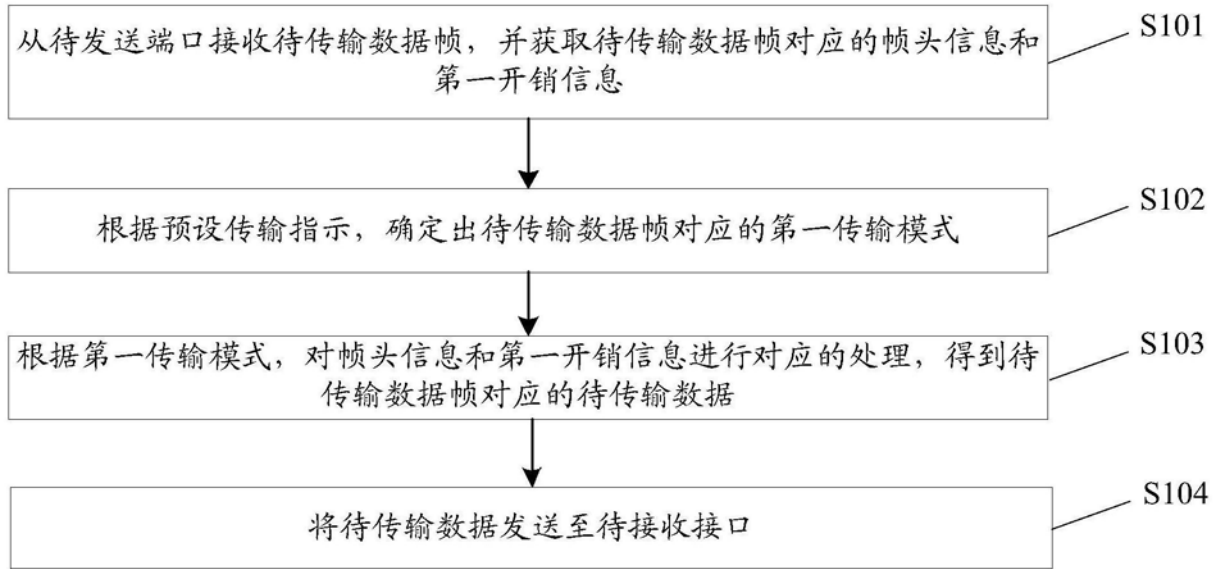 从待发送端口接收待传输数据帧，并获取待传输数据帧对应的帧头信息和
第一开销信息
S101
根据预设传输指示，确定出待传输数据帧对应的第一传输模式
S102
根据第一传输模式，对帧头信息和第一开销信息进行对应的处理，得到待
传输数据帧对应的待传输数据
S103
将待传输数据发送至待接收接口
S104